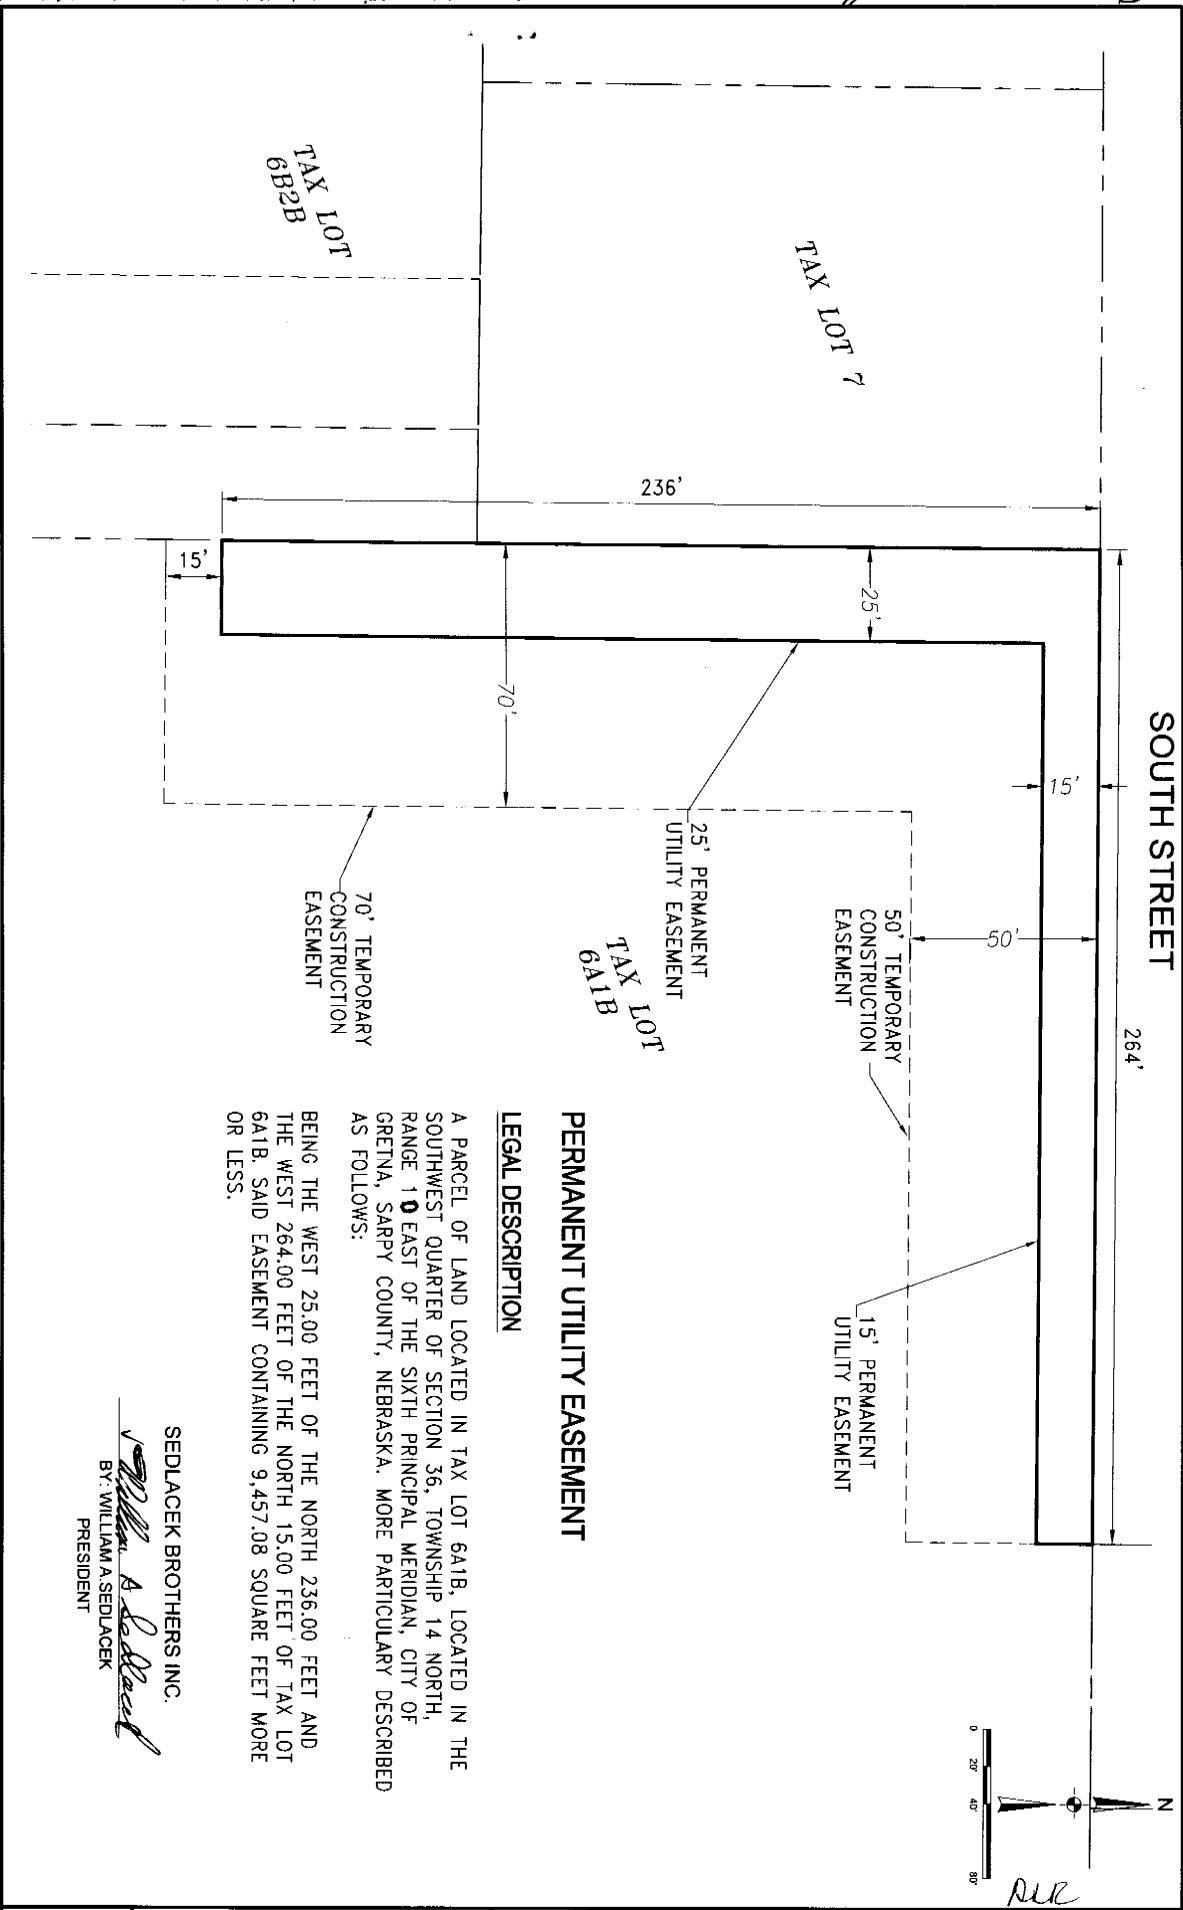 SOUTH STREET
264'
N
0 20' 40' 80'
TAX LOT 7
236'
25'
15'
50'
50' TEMPORARY
CONSTRUCTION
EASEMENT
15' PERMANENT
UTILITY EASEMENT
25' PERMANENT
UTILITY EASEMENT
TAX LOT
6A1B
70'
15'
TAX LOT
6B2B
70' TEMPORARY
CONSTRUCTION
EASEMENT
PERMANENT UTILITY EASEMENT
LEGAL DESCRIPTION
A PARCEL OF LAND LOCATED IN TAX LOT 6A1B, LOCATED IN THE
SOUTHWEST QUARTER OF SECTION 36, TOWNSHIP 14 NORTH,
RANGE 10 EAST OF THE SIXTH PRINCIPAL MERIDIAN, CITY OF
GRETNA, SARPY COUNTY, NEBRASKA. MORE PARTICULARY DESCRIBED
AS FOLLOWS:
BEING THE WEST 25.00 FEET OF THE NORTH 236.00 FEET AND
THE WEST 264.00 FEET OF THE NORTH 15.00 FEET OF TAX LOT
6A1B. SAID EASEMENT CONTAINING 9,457.08 SQUARE FEET MORE
OR LESS.
SEDLACEK BROTHERS INC.
William A Sedlacek
BY: WILLIAM A.SEDLACEK
PRESIDENT